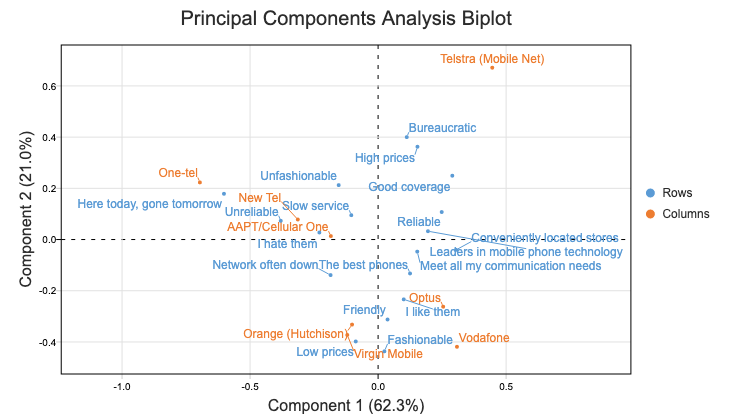 Principal Components Analysis Biplot
Telstra (Mobile Net)
0.6
Bureaucratic
0.4
High prices
One-tel
Unfashionable
Good coverage
Rows
0.2
New Tel
Here today, gone tomorrow
Slow service
Columns
Unreliable
Reliable
AAPT/Cellular One
0.0
Conveniently located stores
I hate them
Leaders in mobile phone technology
Network often down
The best phones
Meet all my communication needs
-0.2
Optus
Friendly
I like them
Orange (Hutchison)
Vodafone
-0.4
Fashionable
Low prices
Virgin Mobile
-1.0
-0.5
0.0
0.5
Component 1 (62.3%)
Component 2 (21.0%)